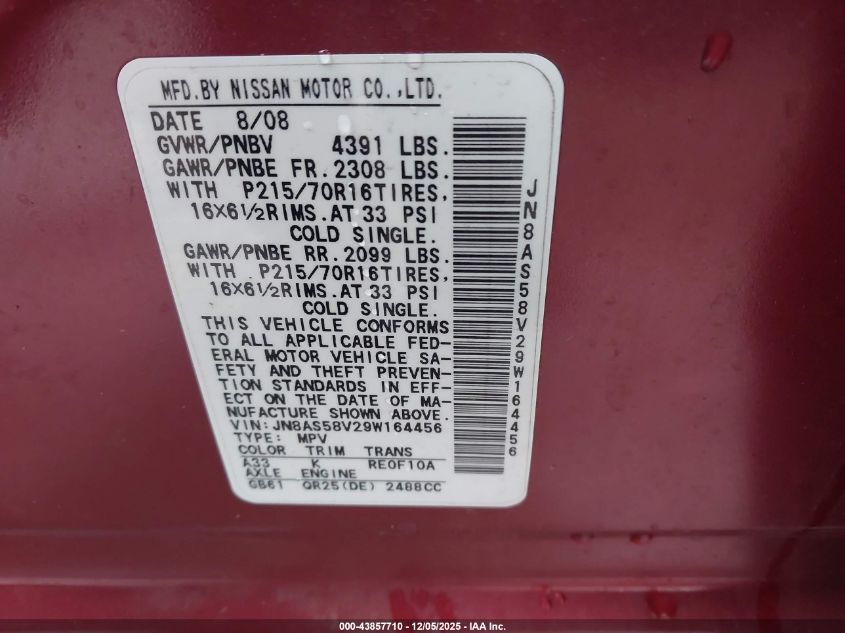 MFD.BY NISSAN MOTOR CO.,LTD.
DATE 8/08
GVWR/PNBV 4391 LBS.
GAWR/PNBE FR.2308 LBS.
WITH P215/70R16TIRES,
16X6½RIMS.AT 33 PSI
COLD SINGLE.
GAWR/PNBE RR.2099 LBS.
WITH P215/70R16TIRES,
16X6½RIMS.AT 33 PSI
COLD SINGLE.
THIS VEHICLE CONFORMS
TO ALL APPLICABLE FED-
ERAL MOTOR VEHICLE SA-
FETY AND THEFT PREVEN-
TION STANDARDS IN EFF-
ECT ON THE DATE OF MA-
NUFACTURE SHOWN ABOVE.
VIN:JN8AS58V29W164456
TYPE: MPV
COLOR TRIM TRANS
A33 K RE0F10A
AXLE ENGINE
GB61 QR25(DE) 2488CC
JN8AS58V29W164456
000-43857710 - 12/05/2025 - IAA Inc.